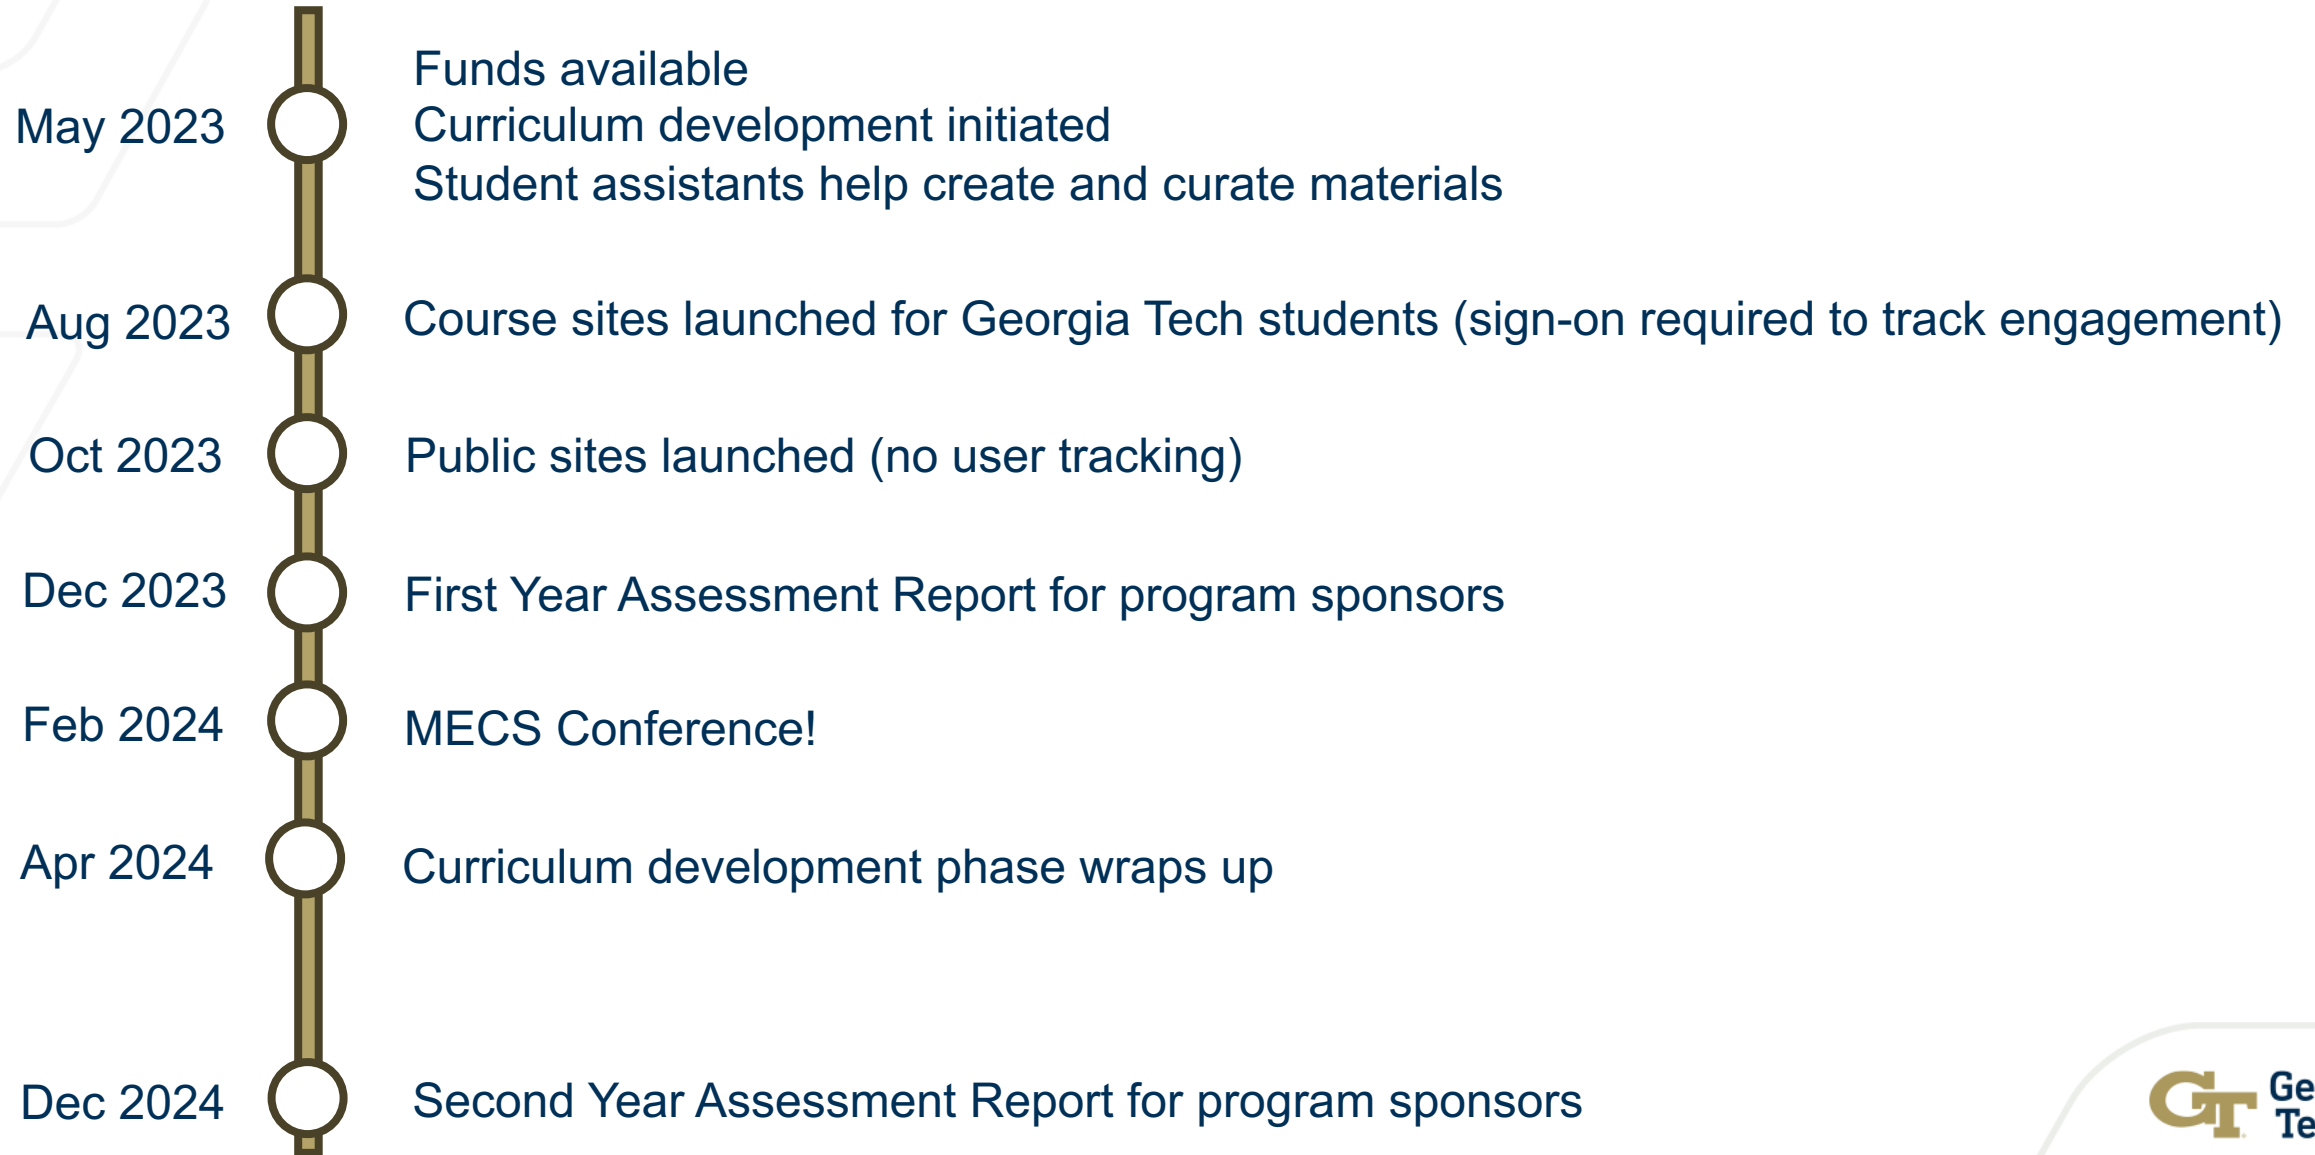 Funds available
May 2023
Curriculum development initiated
Student assistants help create and curate materials
Aug 2023
Course sites launched for Georgia Tech students (sign-on required to track engagement)
Oct 2023
Public sites launched (no user tracking)
Dec 2023
First Year Assessment Report for program sponsors
Feb 2024
MECS Conference!
Apr 2024
Curriculum development phase wraps up
Dec 2024
Second Year Assessment Report for program sponsors
GT
Ge
Te